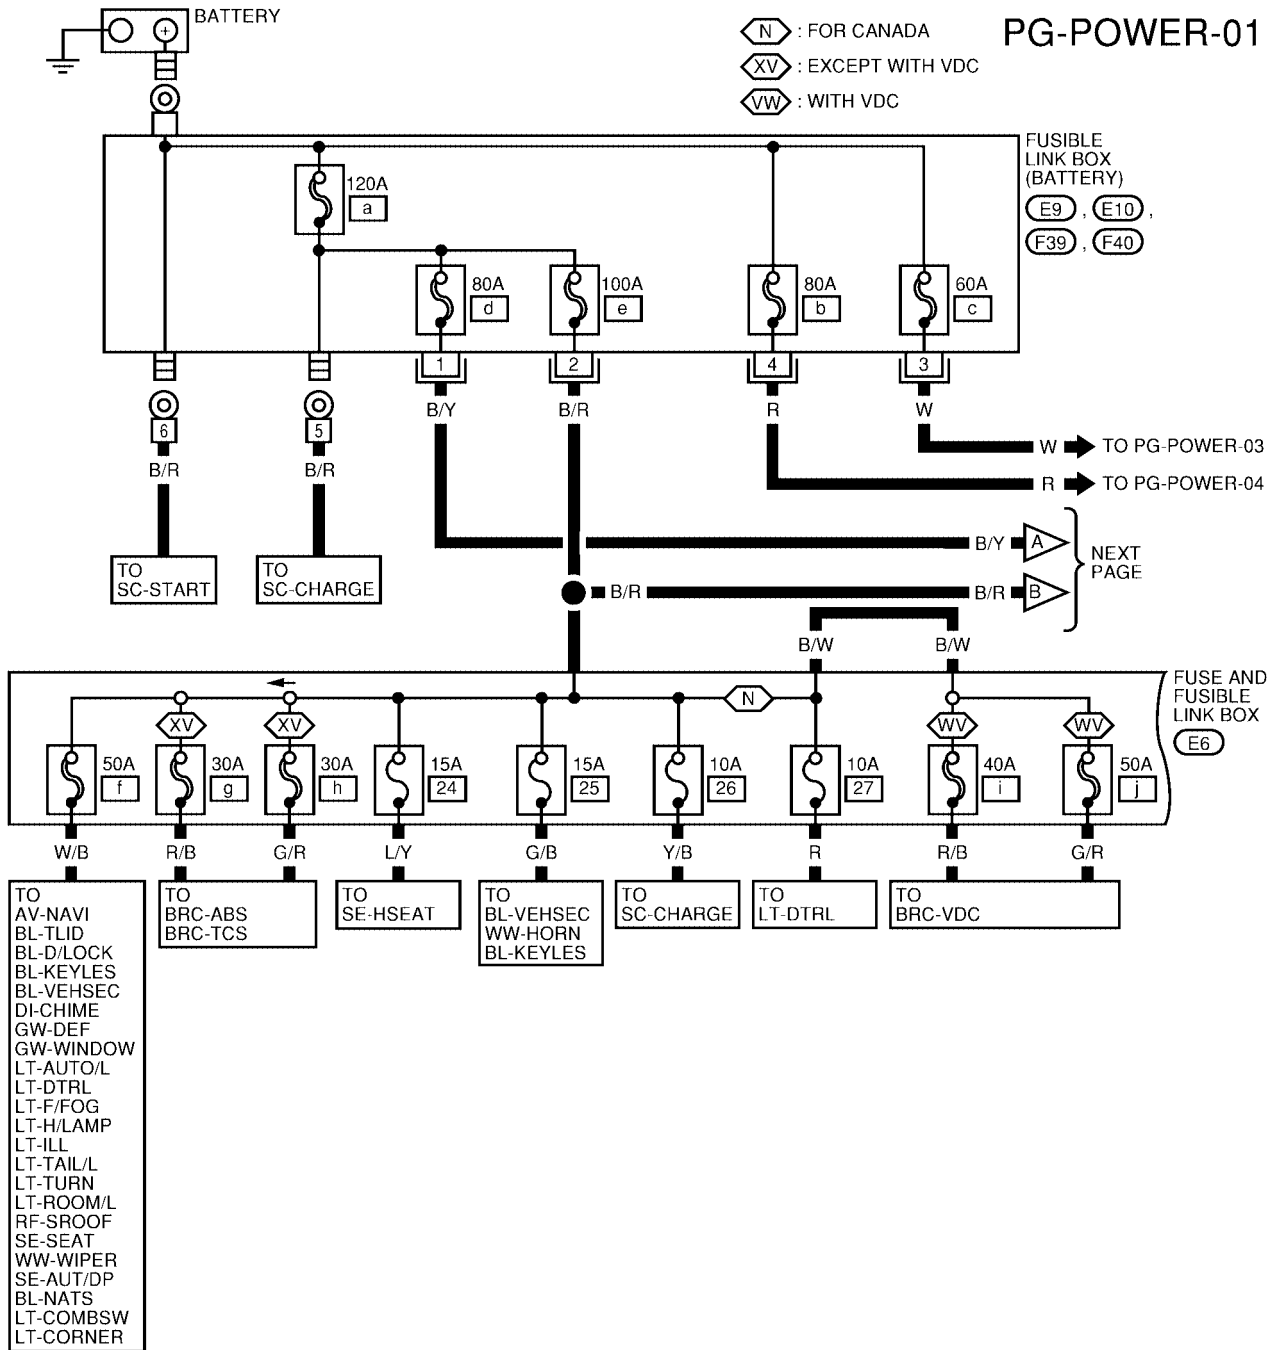 BATTERY
+
N : FOR CANADA
XV : EXCEPT WITH VDC
VW : WITH VDC
PG-POWER-01
FUSIBLE
LINK BOX
(BATTERY)
E9 , E10 ,
F39 , F40
120A
a
80A
d
100A
e
80A
b
60A
c
1
2
4
3
B/Y
B/R
R
W
6
5
B/R
B/R
W TO PG-POWER-03
R TO PG-POWER-04
B/Y A
B/R B/R B
NEXT
PAGE
TO
SC-START
TO
SC-CHARGE
B/W
B/W
FUSE AND
FUSIBLE
LINK BOX
E6
N
XV
XV
WV
WV
50A
f
30A
g
30A
h
15A
24
15A
25
10A
26
10A
27
40A
i
50A
j
W/B
R/B
G/R
L/Y
G/B
Y/B
R
R/B
G/R
TO
AV-NAVI
BL-TLID
BL-D/LOCK
BL-KEYLES
BL-VEHSEC
DI-CHIME
GW-DEF
GW-WINDOW
LT-AUTO/L
LT-DTRL
LT-F/FOG
LT-H/LAMP
LT-ILL
LT-TAIL/L
LT-TURN
LT-ROOM/L
RF-SROOF
SE-SEAT
WW-WIPER
SE-AUT/DP
BL-NATS
LT-COMBSW
LT-CORNER
TO
BRC-ABS
BRC-TCS
TO
SE-HSEAT
TO
BL-VEHSEC
WW-HORN
BL-KEYLES
TO
SC-CHARGE
TO
LT-DTRL
TO
BRC-VDC